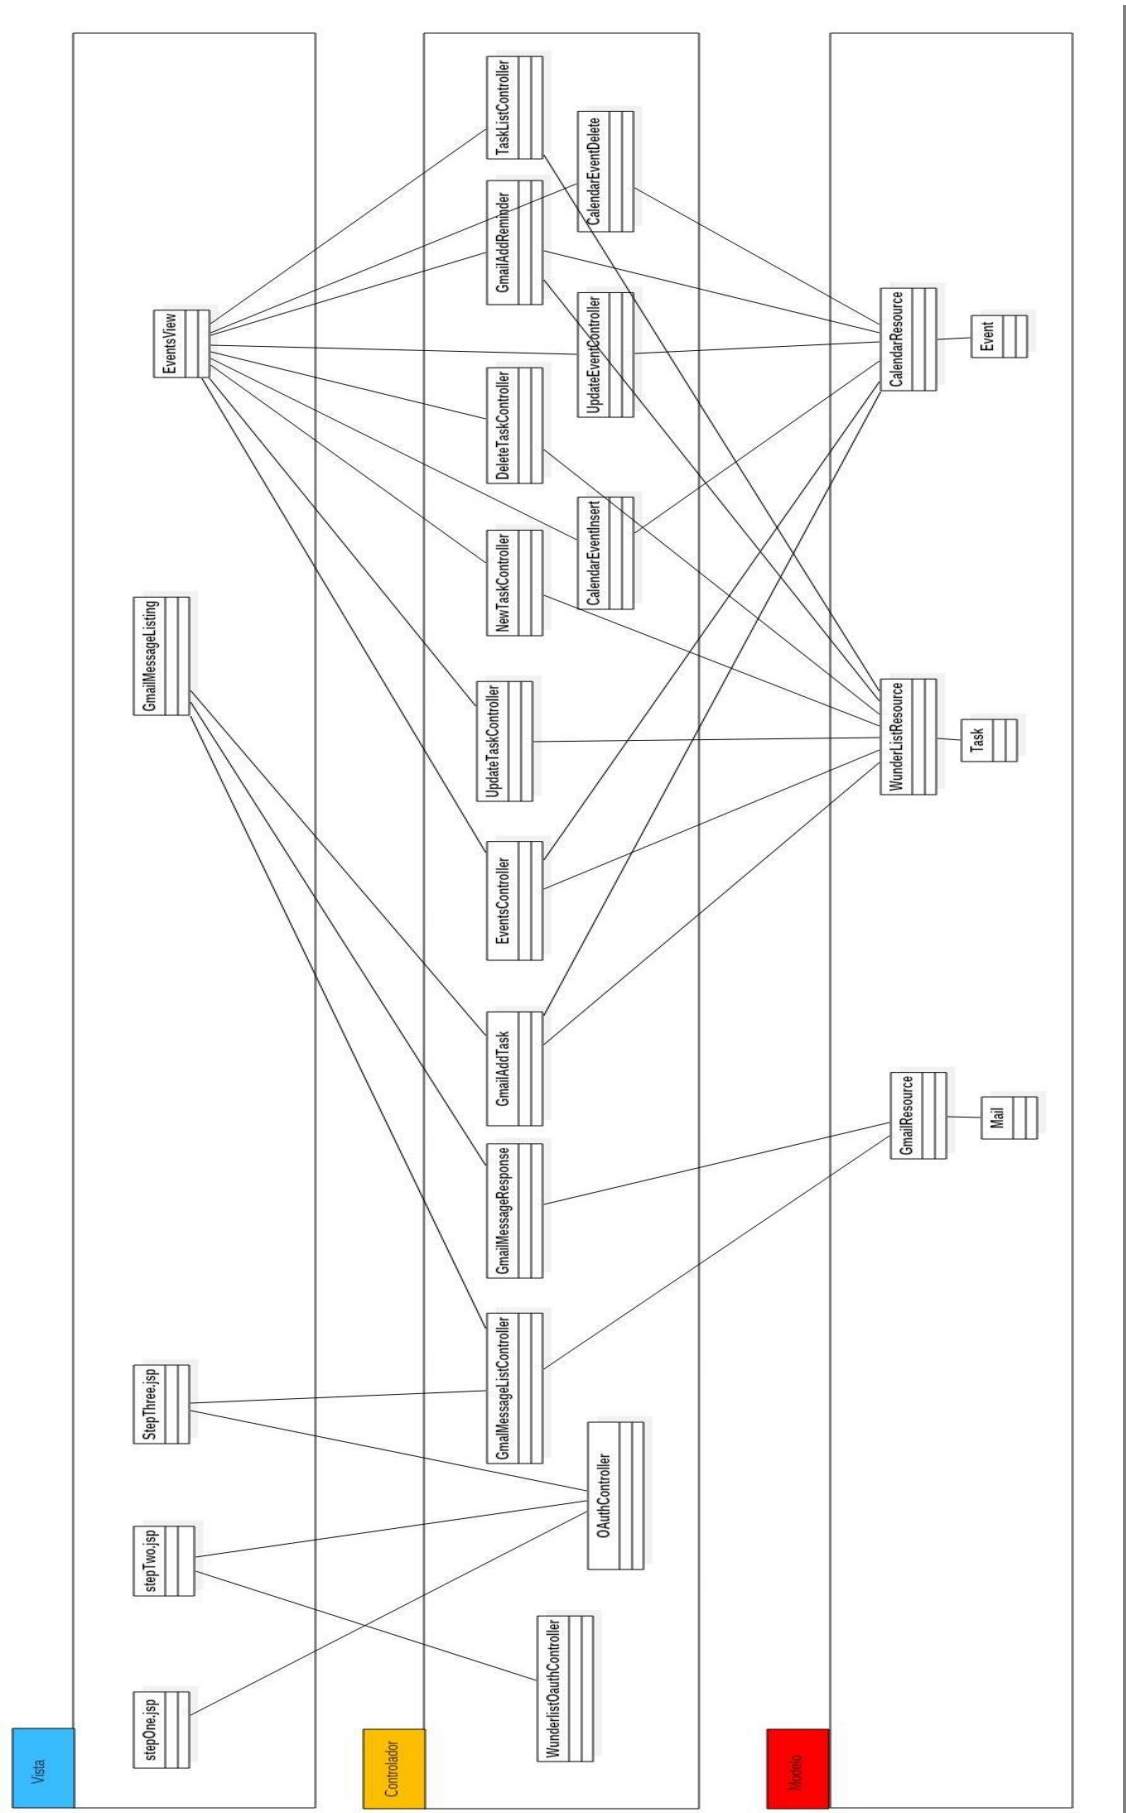 Vista
stepOne.jsp
stepTwo.jsp
StepThree.jsp
GmailMessageListing
EventsView
Controlador
WunderlistOauthController
OAuthController
GmalMessageListController
GmailMessageResponse
GmailAddTask
EventsController
UpdateTaskController
NewTaskController
CalendarEventInsert
DeleteTaskController
UpdateEventController
GmailAddReminder
CalendarEventDelete
TaskListController
Modelo
GmailResource
Mail
WunderListResource
Task
CalendarResource
Event